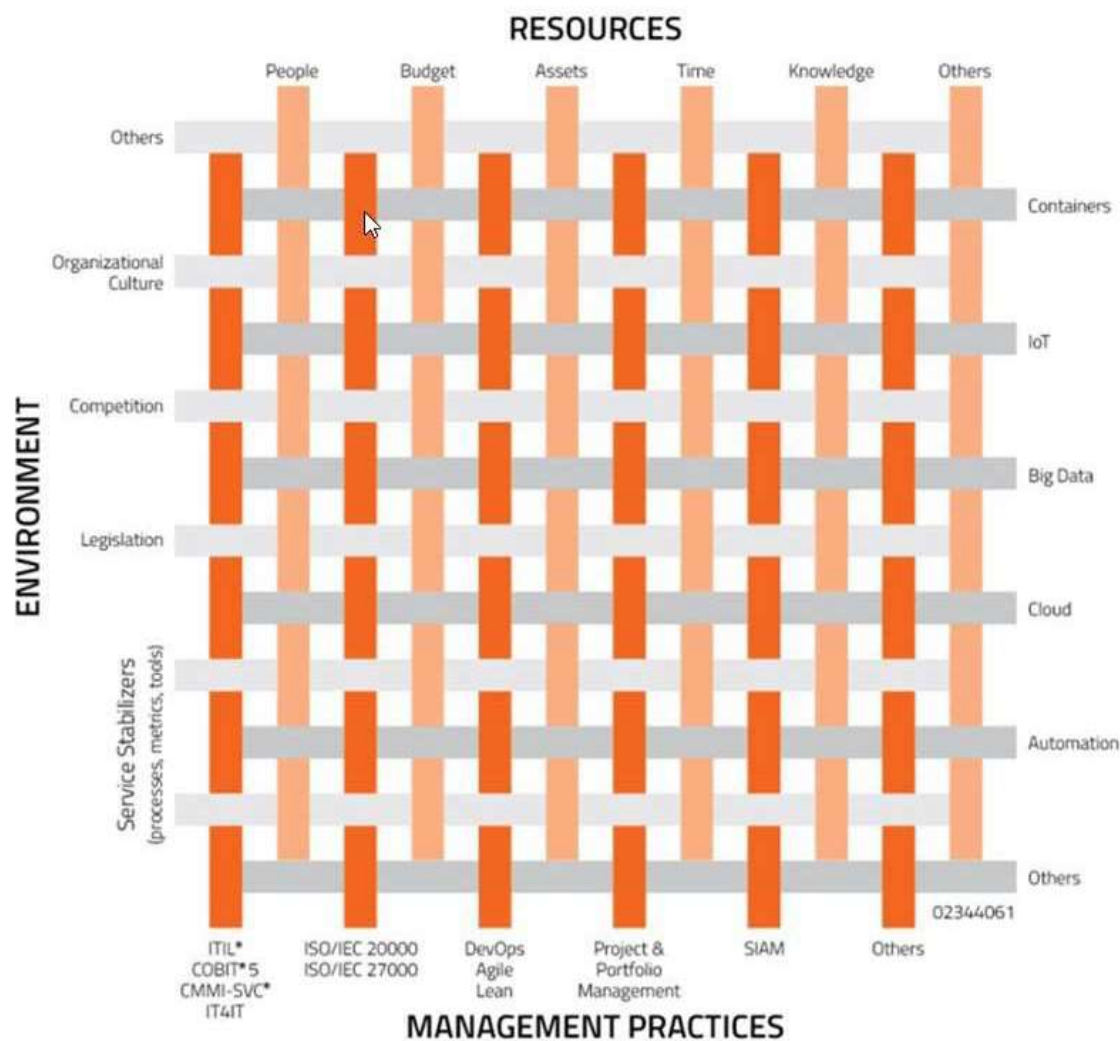 RESOURCES
People Budget Assets Time Knowledge Others
Others
Containers
Organizational
Culture
IoT
Competition
Big Data
Legislation
Cloud
ENVIRONMENT
Service Stabilizers
(processes, metrics, tools)
Automation
Others
02344061
ITIL®
COBIT®5
CMMI-SVC®
IT4IT
ISO/IEC 20000
ISO/IEC 27000
DevOps
Agile
Lean
Project &
Portfolio
Management
SIAM
Others
MANAGEMENT PRACTICES